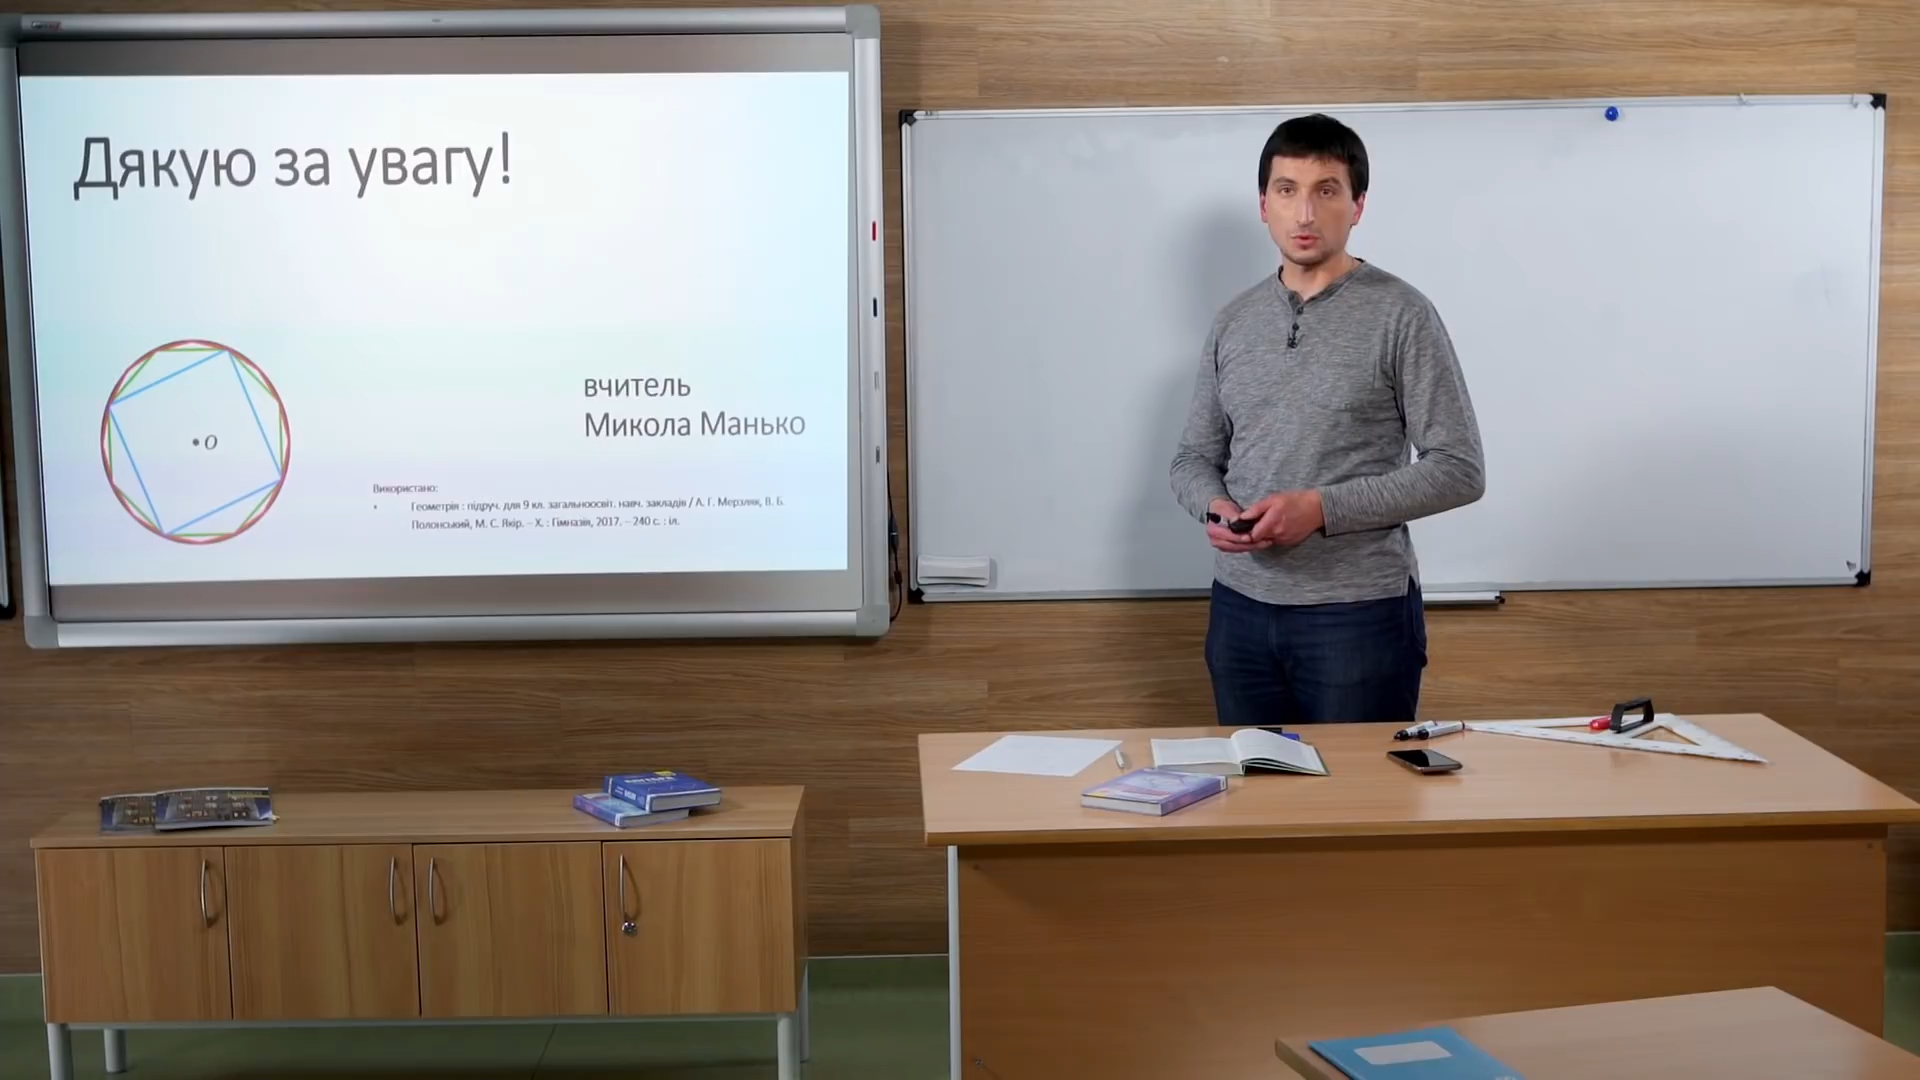 Дякую за увагу!
O
вчитель
Микола Манько
Використано:
• Геометрія : підруч. для 9 кл. загальноосвіт. навч. закладів / А. Г. Мерзляк, В. Б.
Полонський, М. С. Якір. – Х. : Гімназія, 2017. – 240 с. : іл.